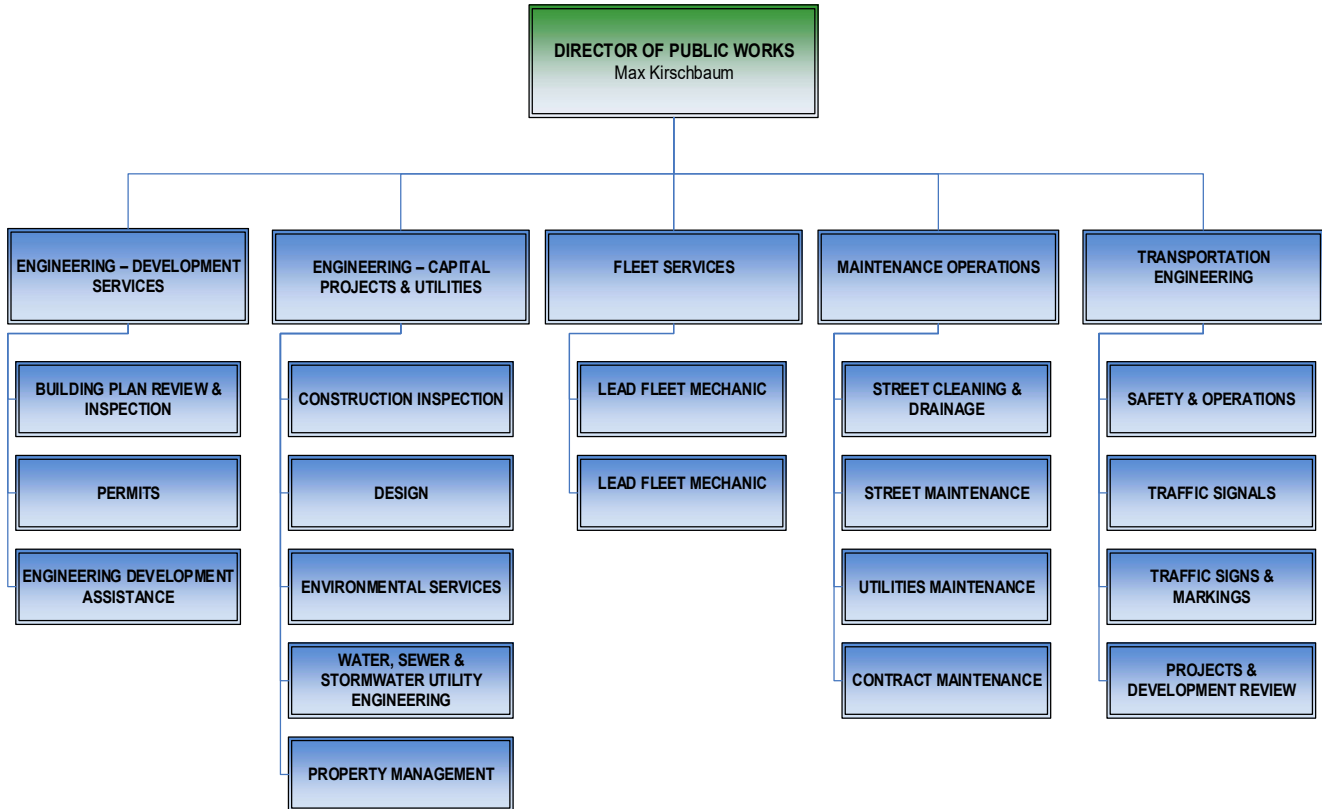 DIRECTOR OF PUBLIC WORKS
Max Kirschbaum
ENGINEERING – DEVELOPMENT
SERVICES
ENGINEERING – CAPITAL
PROJECTS & UTILITIES
FLEET SERVICES
MAINTENANCE OPERATIONS
TRANSPORTATION
ENGINEERING
BUILDING PLAN REVIEW &
INSPECTION
PERMITS
ENGINEERING DEVELOPMENT
ASSISTANCE
CONSTRUCTION INSPECTION
DESIGN
ENVIRONMENTAL SERVICES
WATER, SEWER &
STORMWATER UTILITY
ENGINEERING
PROPERTY MANAGEMENT
LEAD FLEET MECHANIC
LEAD FLEET MECHANIC
STREET CLEANING &
DRAINAGE
STREET MAINTENANCE
UTILITIES MAINTENANCE
CONTRACT MAINTENANCE
SAFETY & OPERATIONS
TRAFFIC SIGNALS
TRAFFIC SIGNS &
MARKINGS
PROJECTS &
DEVELOPMENT REVIEW